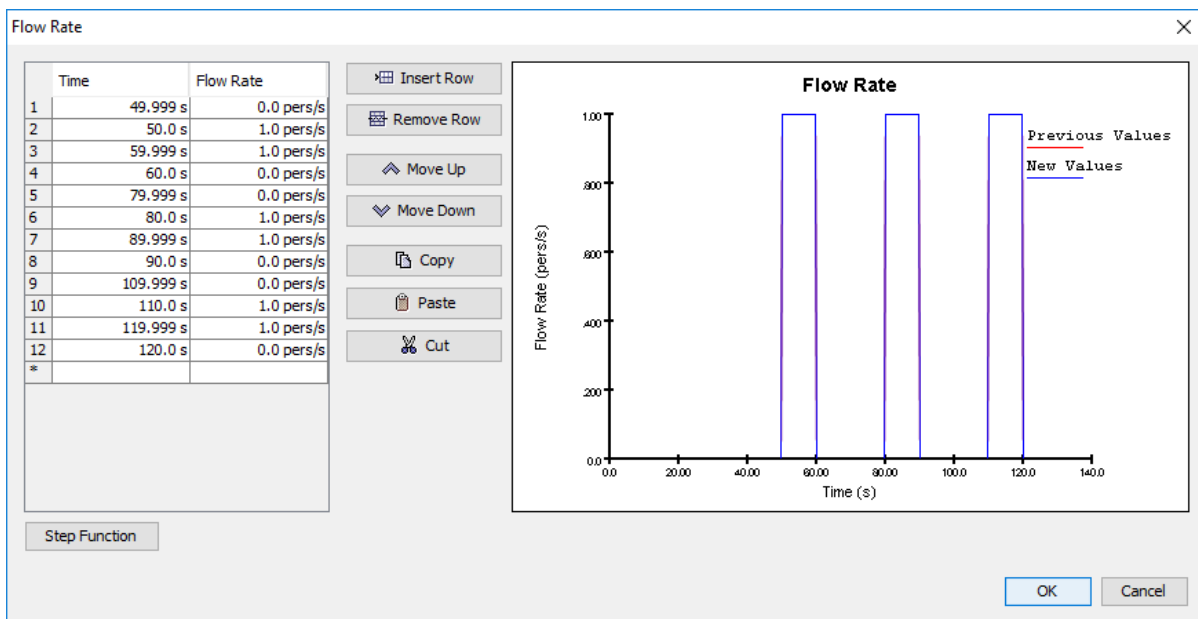 Flow Rate
Time Flow Rate
1 49.999 s 0.0 pers/s
2 50.0 s 1.0 pers/s
3 59.999 s 1.0 pers/s
4 60.0 s 0.0 pers/s
5 79.999 s 0.0 pers/s
6 80.0 s 1.0 pers/s
7 89.999 s 1.0 pers/s
8 90.0 s 0.0 pers/s
9 109.999 s 0.0 pers/s
10 110.0 s 1.0 pers/s
11 119.999 s 1.0 pers/s
12 120.0 s 0.0 pers/s
*
Step Function
Insert Row
Remove Row
Move Up
Move Down
Copy
Paste
Cut
Flow Rate
Previous Values
New Values
Flow Rate (pers/s)
1.00
.800
.600
.400
.200
0.0
0.0 20.00 40.00 60.00 80.00 100.0 120.0 140.0
Time (s)
OK Cancel